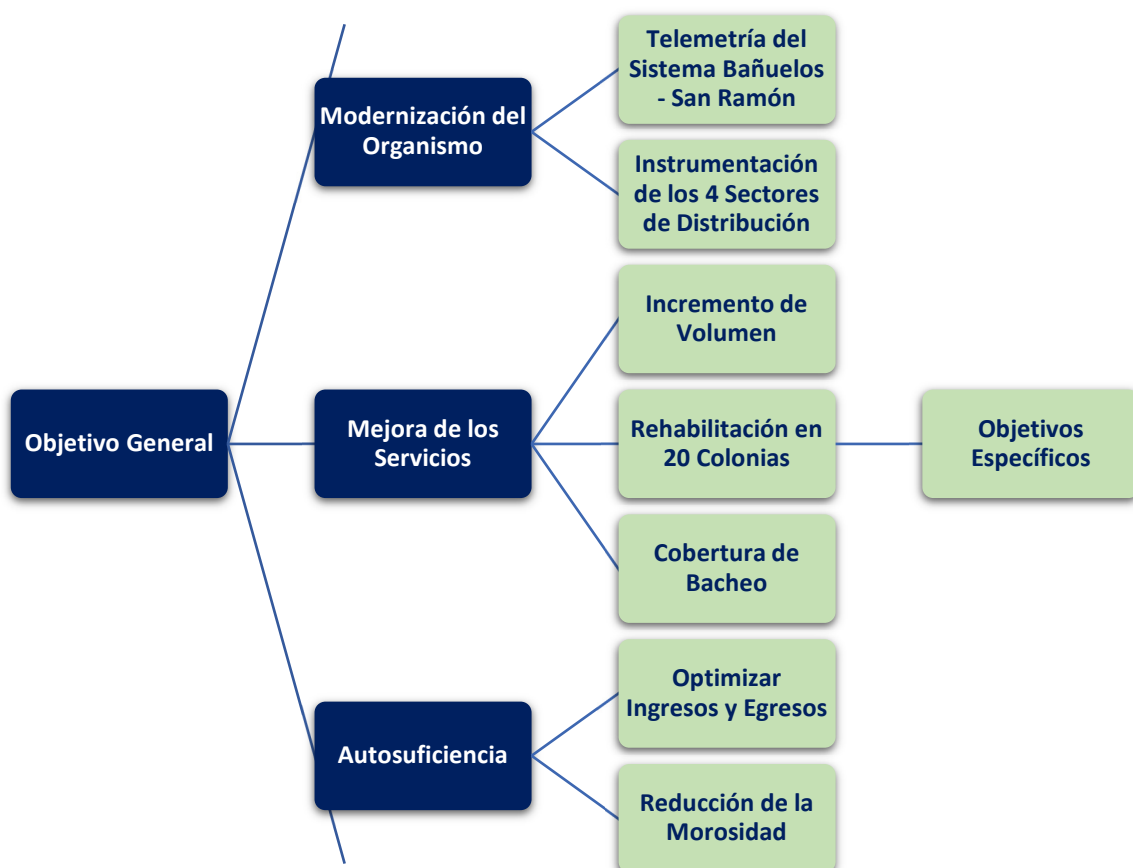 Objetivo General
Modernización del
Organismo
Telemetría del
Sistema Bañuelos
- San Ramón
Instrumentación
de los 4 Sectores
de Distribución
Mejora de los
Servicios
Incremento de
Volumen
Rehabilitación en
20 Colonias
Objetivos
Específicos
Cobertura de
Bacheo
Autosuficiencia
Optimizar
Ingresos y Egresos
Reducción de la
Morosidad